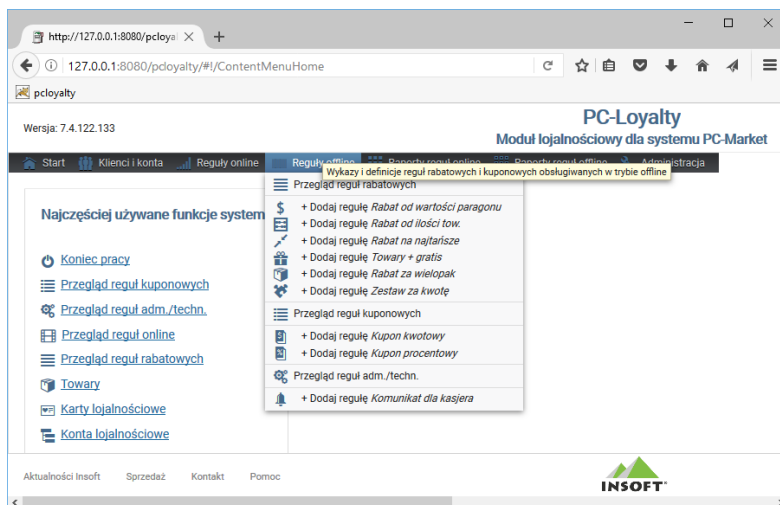 http://127.0.0.1:8080/pcloyal
127.0.0.1:8080/pcloyalty/#!/ContentMenuHome
pcloyalty
Wersja: 7.4.122.133
PC-Loyalty
Moduł lojalnościowy dla systemu PC-Market
Start Klienci i konta Reguły online Reguły offline Raporty reguł online Raporty reguł offline Administracja
Wykazy i definicje reguł rabatowych i kuponowych obsługiwanych w trybie offline
Przegląd reguł rabatowych
+ Dodaj regułę Rabat od wartości paragonu
+ Dodaj regułę Rabat od ilości tow.
+ Dodaj regułę Rabat na najtańsze
+ Dodaj regułę Towary + gratis
+ Dodaj regułę Rabat za wielopak
+ Dodaj regułę Zestaw za kwotę
Przegląd reguł kuponowych
+ Dodaj regułę Kupon kwotowy
+ Dodaj regułę Kupon procentowy
Przegląd reguł adm./techn.
+ Dodaj regułę Komunikat dla kasjera
Najczęściej używane funkcje system
Koniec pracy
Przegląd reguł kuponowych
Przegląd reguł adm./techn.
Przegląd reguł online
Przegląd reguł rabatowych
Towary
Karty lojalnościowe
Konta lojalnościowe
Aktualności Insoft Sprzedaż Kontakt Pomoc
INSOFT